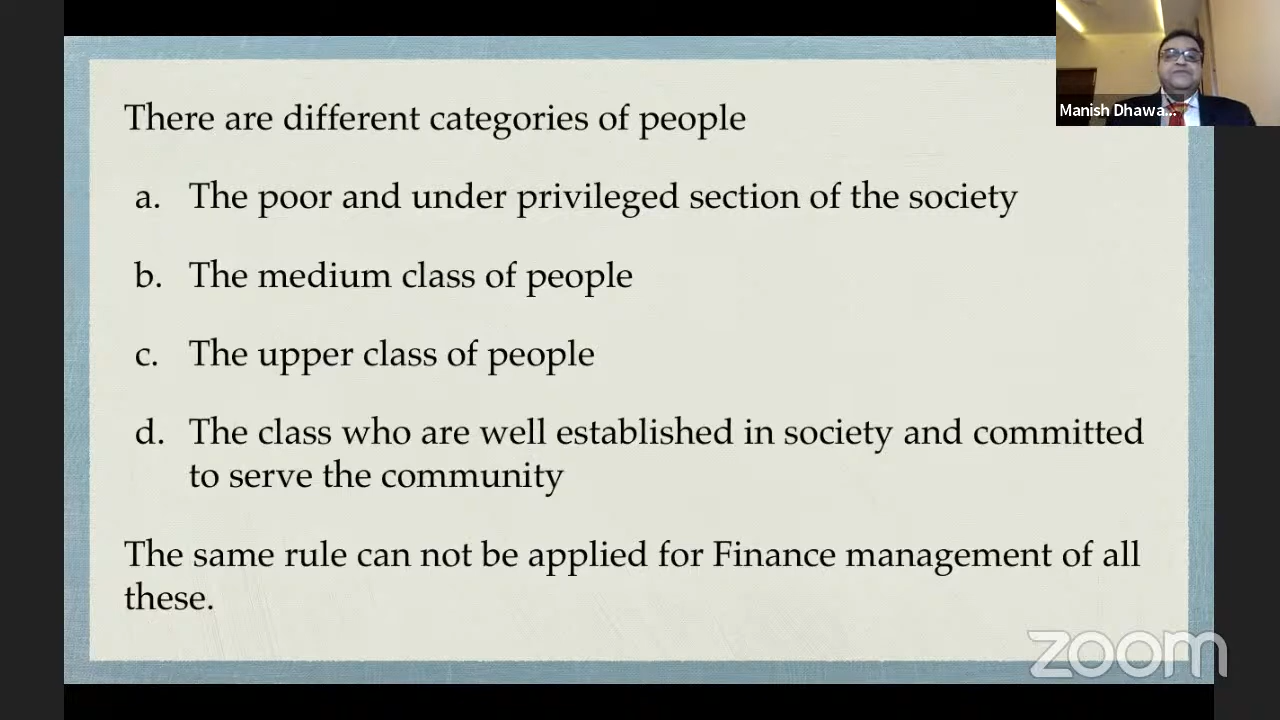 There are different categories of people
a. The poor and under privileged section of the society
b. The medium class of people
c. The upper class of people
d. The class who are well established in society and committed
to serve the community
The same rule can not be applied for Finance management of all
these.
Manish Dhawa...
zoom